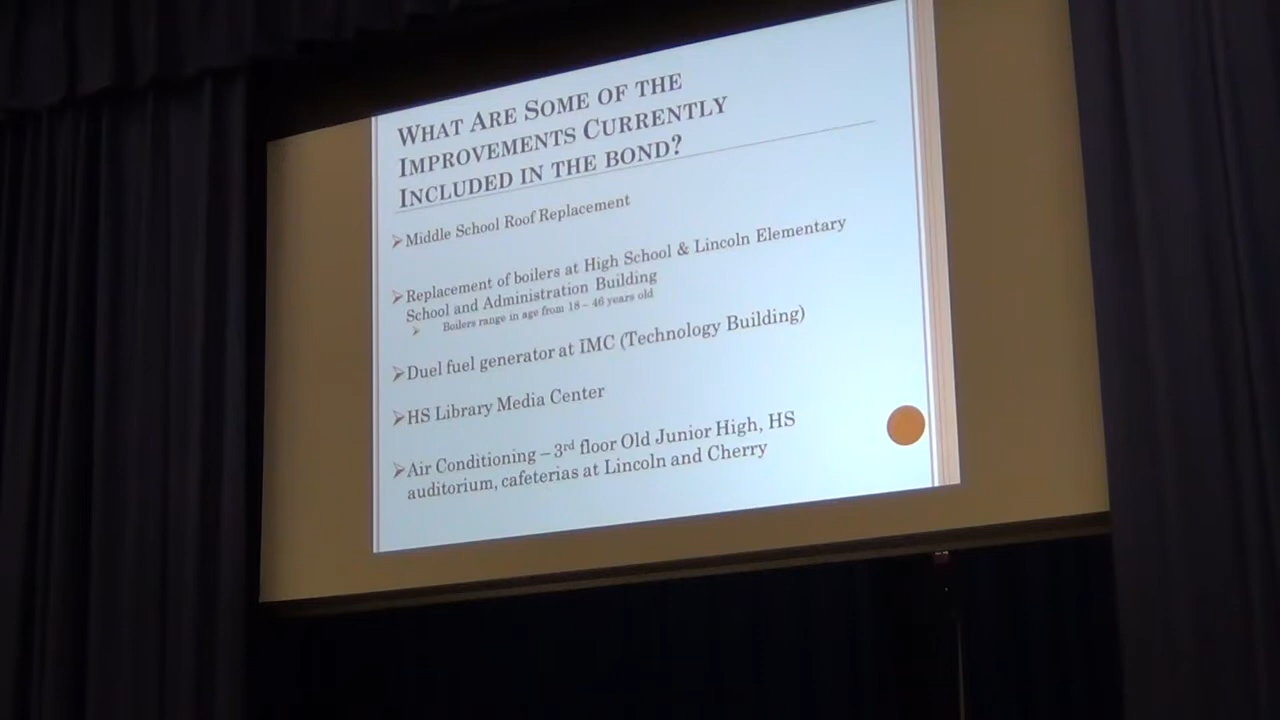 WHAT ARE SOME OF THE
IMPROVEMENTS CURRENTLY
INCLUDED IN THE BOND?
Middle School Roof Replacement
Replacement of boilers at High School & Lincoln Elementary
School and Administration Building
Boilers range in age from 18 – 46 years old
Duel fuel generator at IMC (Technology Building)
HS Library Media Center
Air Conditioning – 3rd floor Old Junior High, HS
auditorium, cafeterias at Lincoln and Cherry